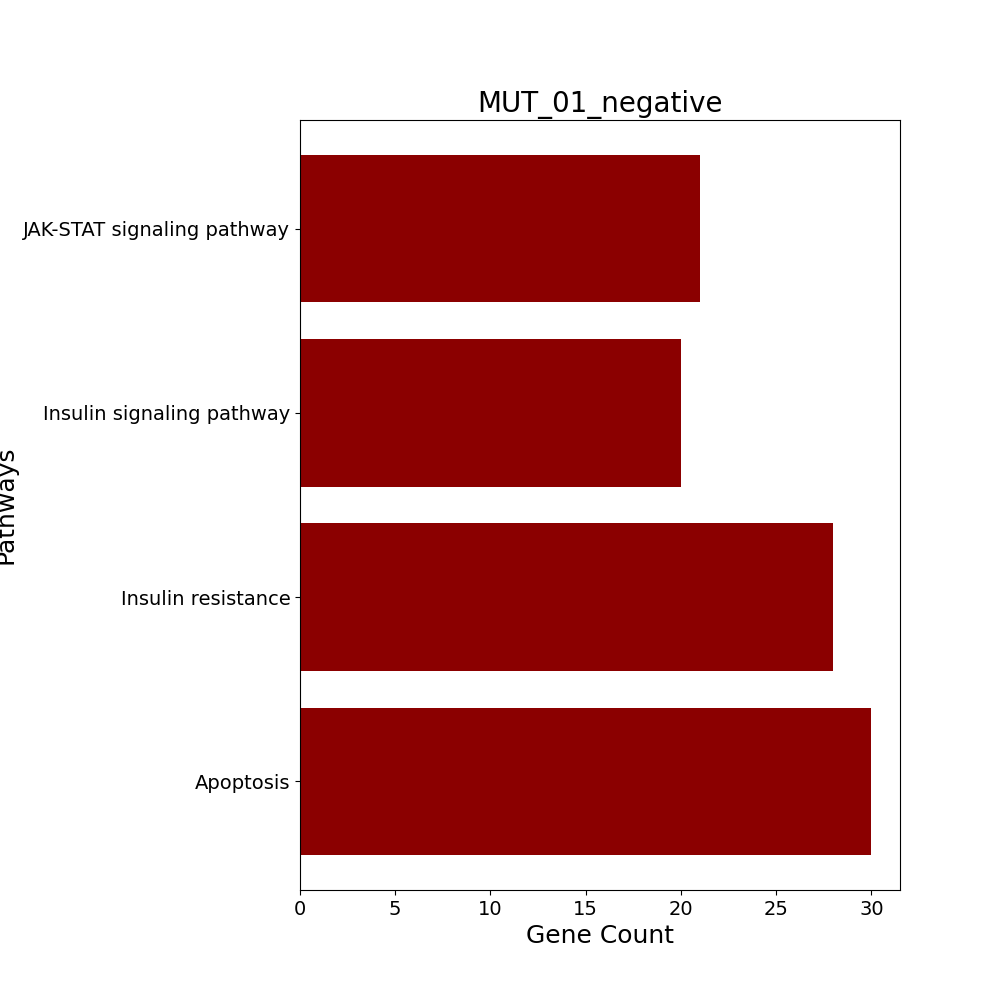 MUT_01_negative
JAK-STAT signaling pathway
Insulin signaling pathway
Insulin resistance
Apoptosis
Pathways
0 5 10 15 20 25 30
Gene Count